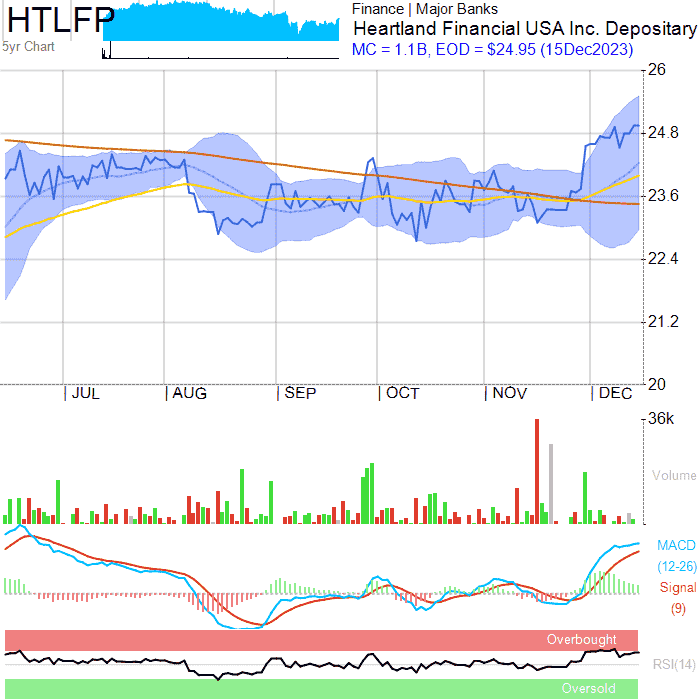 HTLFP
5yr Chart
Finance | Major Banks
Heartland Financial USA Inc. Depositary
MC = 1.1B, EOD = $24.95 (15Dec2023)
26
24.8
23.6
22.4
21.2
20
JUL AUG SEP OCT NOV DEC
36k
Volume
MACD
(12-26)
Signal
(9)
Overbought
RSI(14)
Oversold